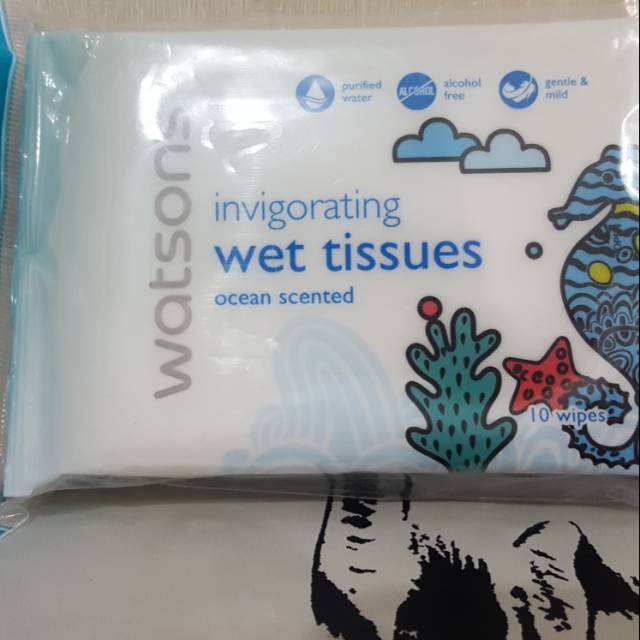 purified
water
ALCOHOL
alcohol
free
gentle &
mild
watsons
invigorating
wet tissues
ocean scented
10 wipes